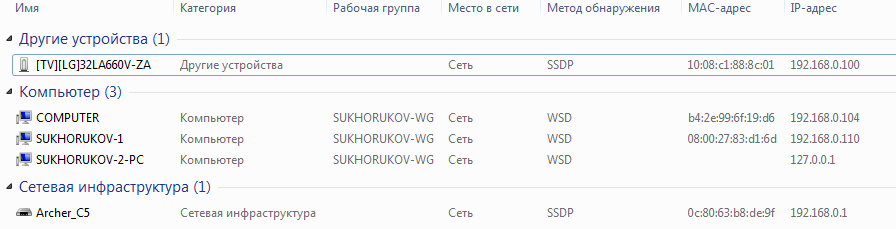 Имя Категория Рабочая группа Место в сети Метод обнаружения MAC-адрес IP-адрес
Другие устройства (1)
[TV][LG]32LA660V-ZA Другие устройства Сеть SSDP 10:08:c1:88:8c:01 192.168.0.100
Компьютер (3)
COMPUTER Компьютер SUKHORUKOV-WG Сеть WSD b4:2e:99:6f:19:d6 192.168.0.104
SUKHORUKOV-1 Компьютер SUKHORUKOV-WG Сеть WSD 08:00:27:83:d1:6d 192.168.0.110
SUKHORUKOV-2-PC Компьютер SUKHORUKOV-WG Сеть WSD 127.0.0.1
Сетевая инфраструктура (1)
Archer_C5 Сетевая инфраструктура Сеть SSDP 0c:80:63:b8:de:9f 192.168.0.1